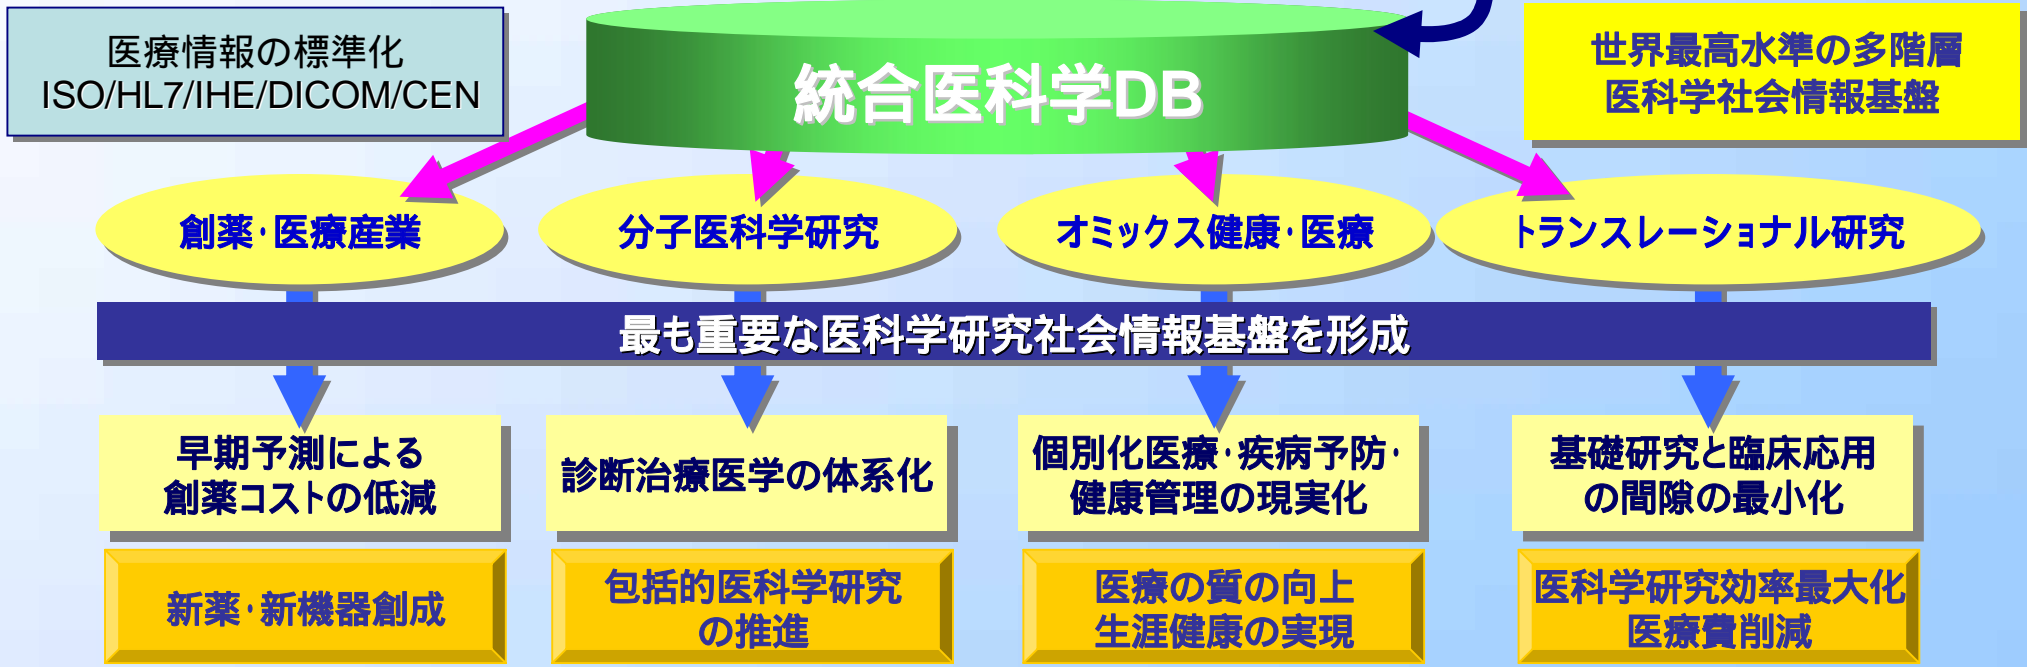 医療情報の標準化
ISO/HL7/IHE/DICOM/CEN
統合医科学DB
世界最高水準の多階層
医科学社会情報基盤
創薬・医療産業
分子医科学研究
オミックス健康・医療
トランスレーショナル研究
最も重要な医科学研究社会情報基盤を形成
早期予測による
創薬コストの低減
診断治療医学の体系化
個別化医療・疾病予防・
健康管理の現実化
基礎研究と臨床応用
の間隙の最小化
新薬・新機器創成
包括的医科学研究
の推進
医療の質の向上
生涯健康の実現
医科学研究効率最大化
医療費削減